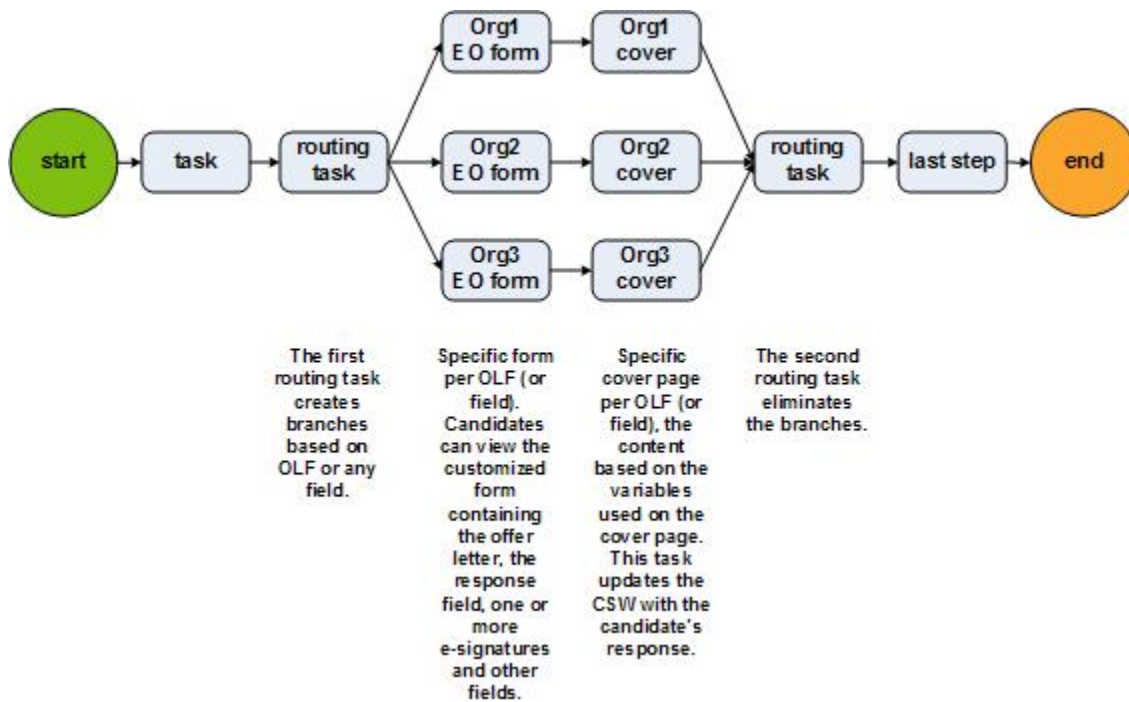 Org1
EO form
Org1
cover
start
task
routing
task
Org2
EO form
Org2
cover
routing
task
last step
end
Org3
EO form
Org3
cover
The first
routing task
creates
branches
based on
OLF or any
field.
Specific form
per OLF (or
field).
Candidates
can view the
customized
form
containing
the offer
letter, the
response
field, one or
more
e-signatures
and other
fields.
Specific
cover page
per OLF (or
field), the
content
based on the
variables
used on the
cover page.
This task
updates the
CSW with the
candidate's
response.
The second
routing task
eliminates
the branches.